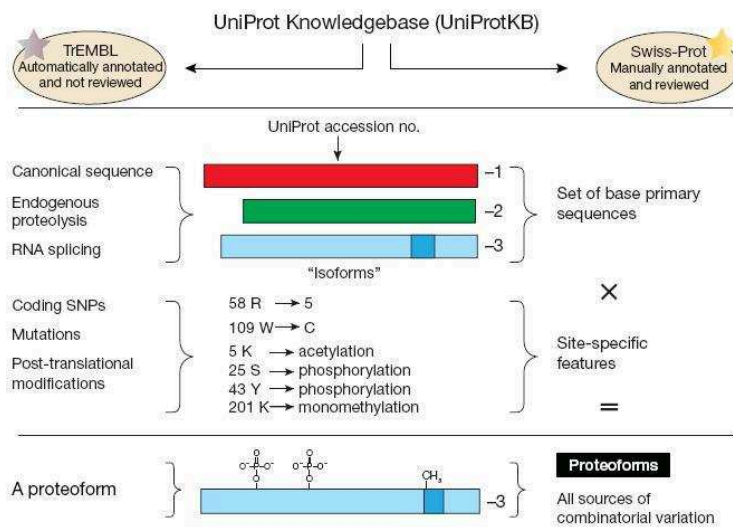 UniProt Knowledgebase (UniProtKB)
TrEMBL
Automatically annotated
and not reviewed
Swiss-Prot
Manually annotated
and reviewed
UniProt accession no.
Canonical sequence
–1
Endogenous
proteolysis
–2
RNA splicing
–3
"Isoforms"
Set of base primary
sequences
×
Coding SNPs
Mutations
Post-translational
modifications
58 R → 5
109 W → C
5 K → acetylation
25 S → phosphorylation
43 Y → phosphorylation
201 K → monomethylation
Site-specific
features
=
A proteoform
O
O⁻–P–O⁻
O
O
O⁻–P–O⁻
O
CH₃
–3
Proteoforms
All sources of
combinatorial variation